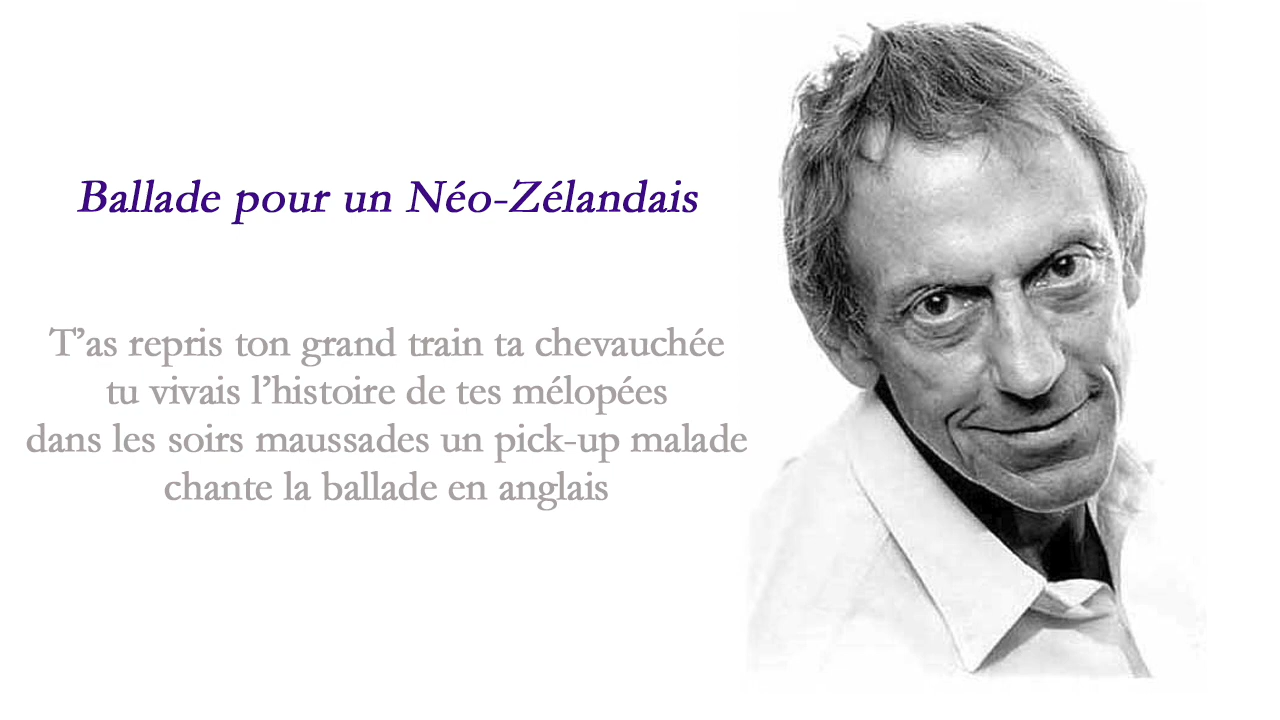 Ballade pour un Néo-Zélandais
T’as repris ton grand train ta chevauchée
tu vivais l’histoire de tes mélopées
dans les soirs maussades un pick-up malade
chante la ballade en anglais